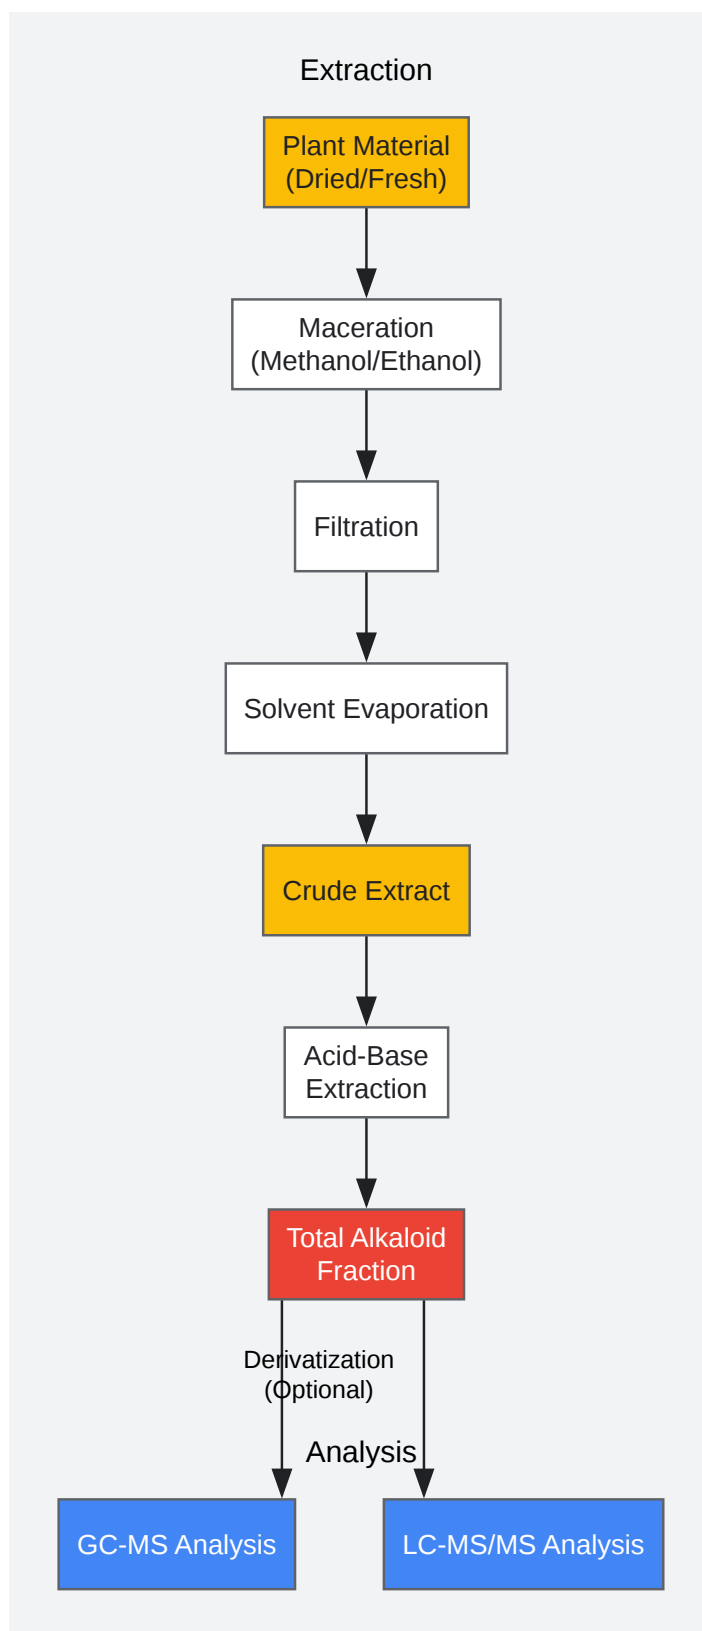 Extraction
Plant Material
(Dried/Fresh)
Maceration
(Methanol/Ethanol)
Filtration
Solvent Evaporation
Crude Extract
Acid-Base
Extraction
Total Alkaloid
Fraction
Derivatization
(Optional)
Analysis
GC-MS Analysis
LC-MS/MS Analysis